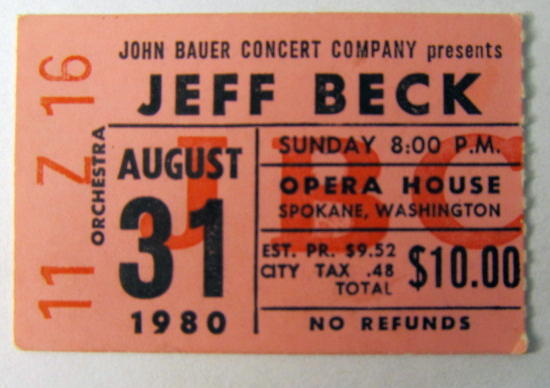 JOHN BAUER CONCERT COMPANY presents
JEFF BECK
ORCHESTRA
11 Z 16
AUGUST
31
1980
JBC
SUNDAY 8:00 P.M.
OPERA HOUSE
SPOKANE, WASHINGTON
EST. PR. $9.52
CITY TAX .48
TOTAL
$10.00
NO REFUNDS